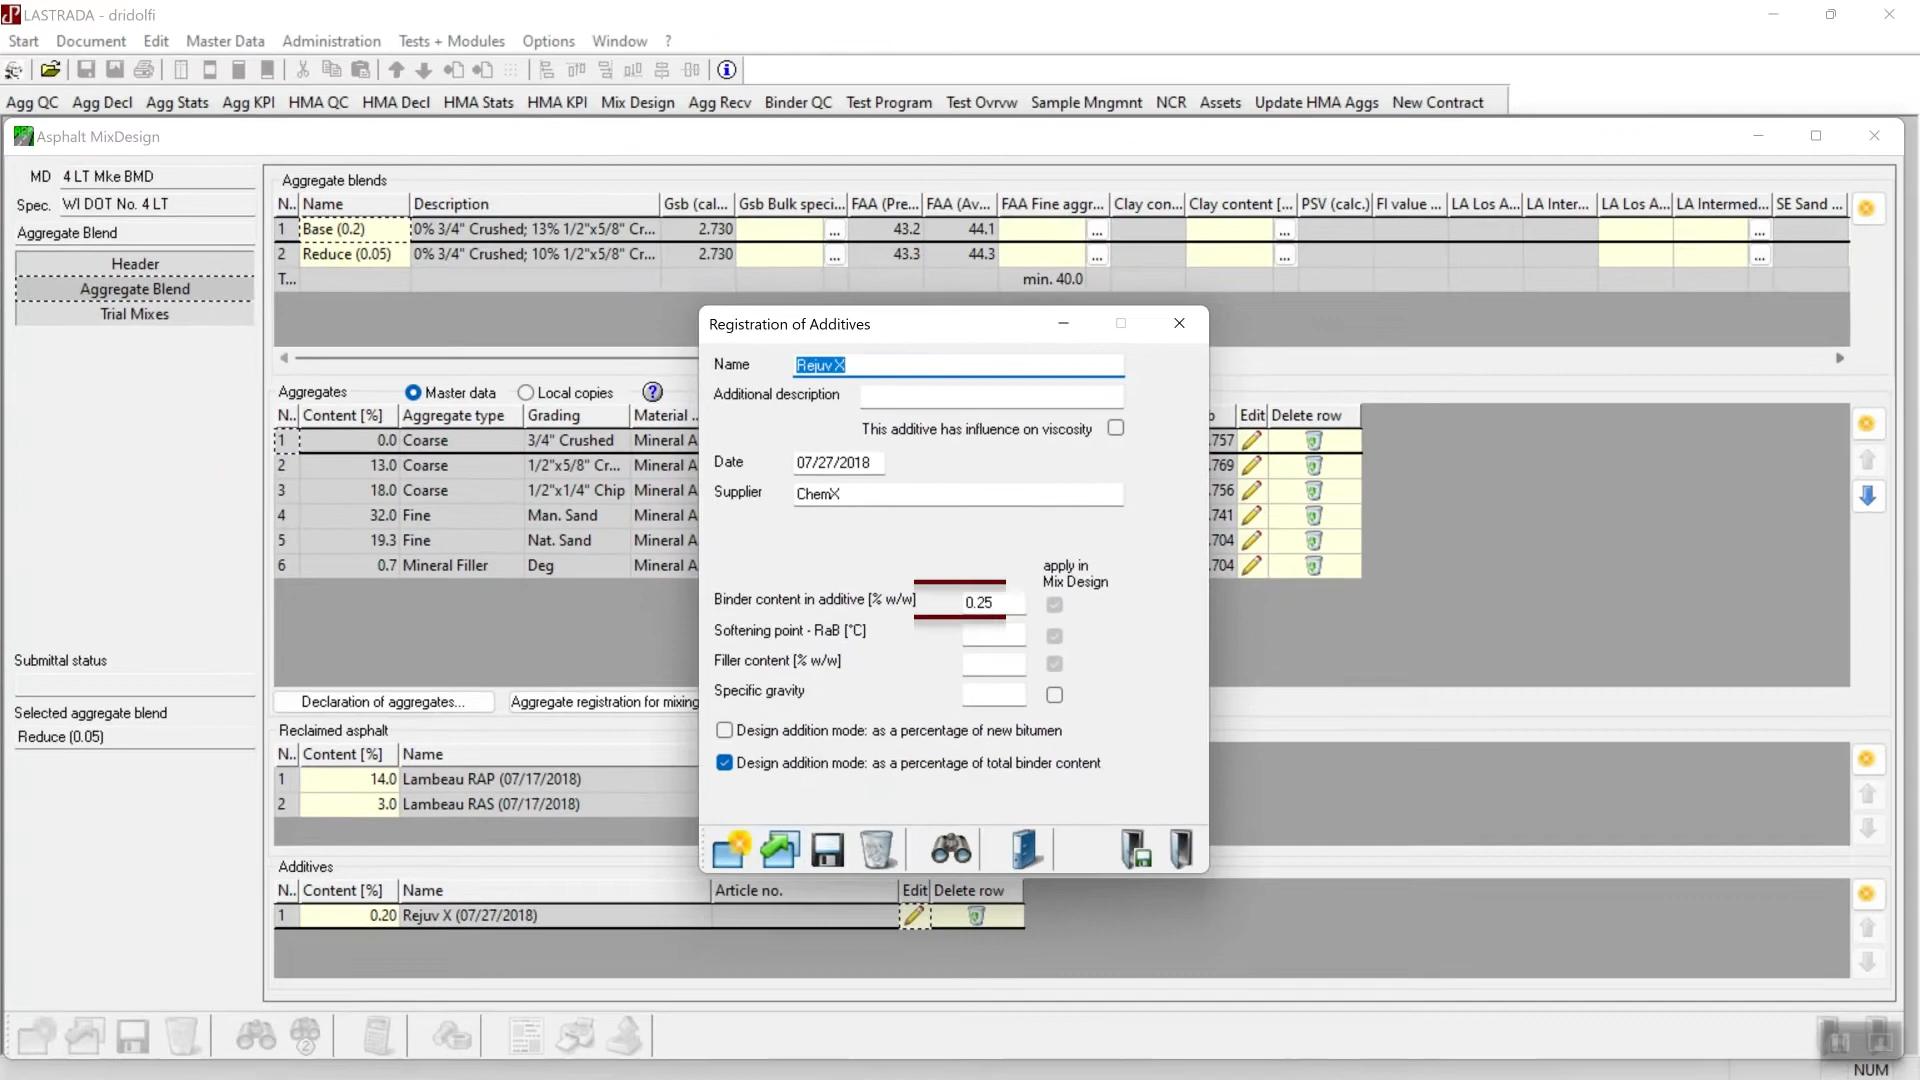 LASTRADA - dridolfi
Start Document Edit Master Data Administration Tests + Modules Options Window ?
Agg QC Agg Decl Agg Stats Agg KPI HMA QC HMA Decl HMA Stats HMA KPI Mix Design Agg Recv Binder QC Test Program Test Ovrvw Sample Mngmnt NCR Assets Update HMA Aggs New Contract
Asphalt MixDesign
MD 4 LT Mke BMD
Spec. WI DOT No. 4 LT
Aggregate Blend
Header
Aggregate Blend
Trial Mixes
Submittal status
Selected aggregate blend
Reduce (0.05)
Aggregate blends
N.. Name Description Gsb (cal... Gsb Bulk speci... FAA (Pre... FAA (Av... FAA Fine aggr... Clay con... Clay content [... PSV (calc.) FI value ... LA Los A... LA Inter... LA Los A... LA Intermed... SE Sand ...
1 Base (0.2) 0% 3/4" Crushed; 13% 1/2"x5/8" Cr... 2.730 ... 43.2 44.1 ... ... ...
2 Reduce (0.05) 0% 3/4" Crushed; 10% 1/2"x5/8" Cr... 2.730 ... 43.3 44.3 ... ... ...
T... min. 40.0
Aggregates Master data Local copies ?
N.. Content [%] Aggregate type Grading Material .. Edit Delete row
1 0.0 Coarse 3/4" Crushed Mineral A .757
2 13.0 Coarse 1/2"x5/8" Cr... Mineral A .769
3 18.0 Coarse 1/2"x1/4" Chip Mineral A .756
4 32.0 Fine Man. Sand Mineral A .741
5 19.3 Fine Nat. Sand Mineral A .704
6 0.7 Mineral Filler Deg Mineral A .704
Declaration of aggregates... Aggregate registration for mixing
Reclaimed asphalt
N.. Content [%] Name
1 14.0 Lambeau RAP (07/17/2018)
2 3.0 Lambeau RAS (07/17/2018)
Additives
N.. Content [%] Name Article no. Edit Delete row
1 0.20 Rejuv X (07/27/2018)
Registration of Additives
Name Rejuv X
Additional description
This additive has influence on viscosity
Date 07/27/2018
Supplier ChemX
apply in
Mix Design
Binder content in additive [% w/w] 0.25
Softening point - RaB [°C]
Filler content [% w/w]
Specific gravity
Design addition mode: as a percentage of new bitumen
Design addition mode: as a percentage of total binder content
2
NUM